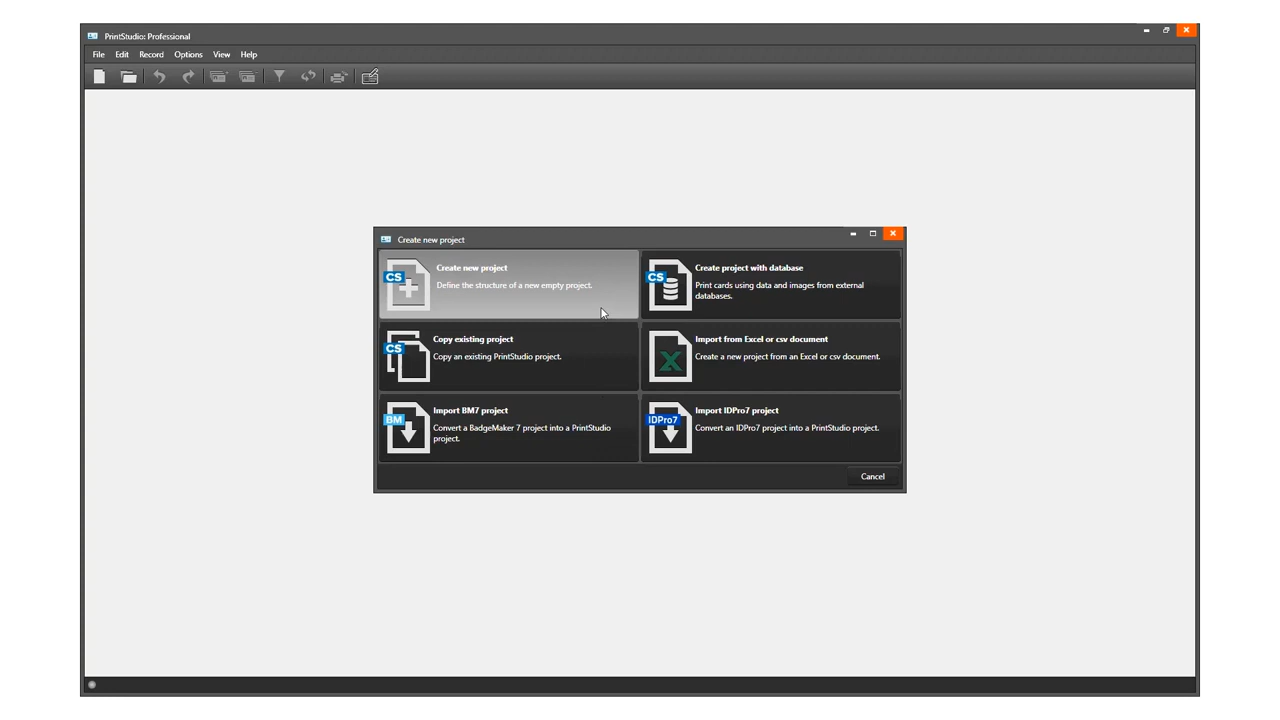 PrintStudio: Professional
File Edit Record Options View Help
Create new project
CS
Create new project
Define the structure of a new empty project.
CS
Create project with database
Print cards using data and images from external
databases.
CS
Copy existing project
Copy an existing PrintStudio project.
X
Import from Excel or csv document
Create a new project from an Excel or csv document.
BM
Import BM7 project
Convert a BadgeMaker 7 project into a PrintStudio
project.
IDPro7
Import IDPro7 project
Convert an IDPro7 project into a PrintStudio project.
Cancel